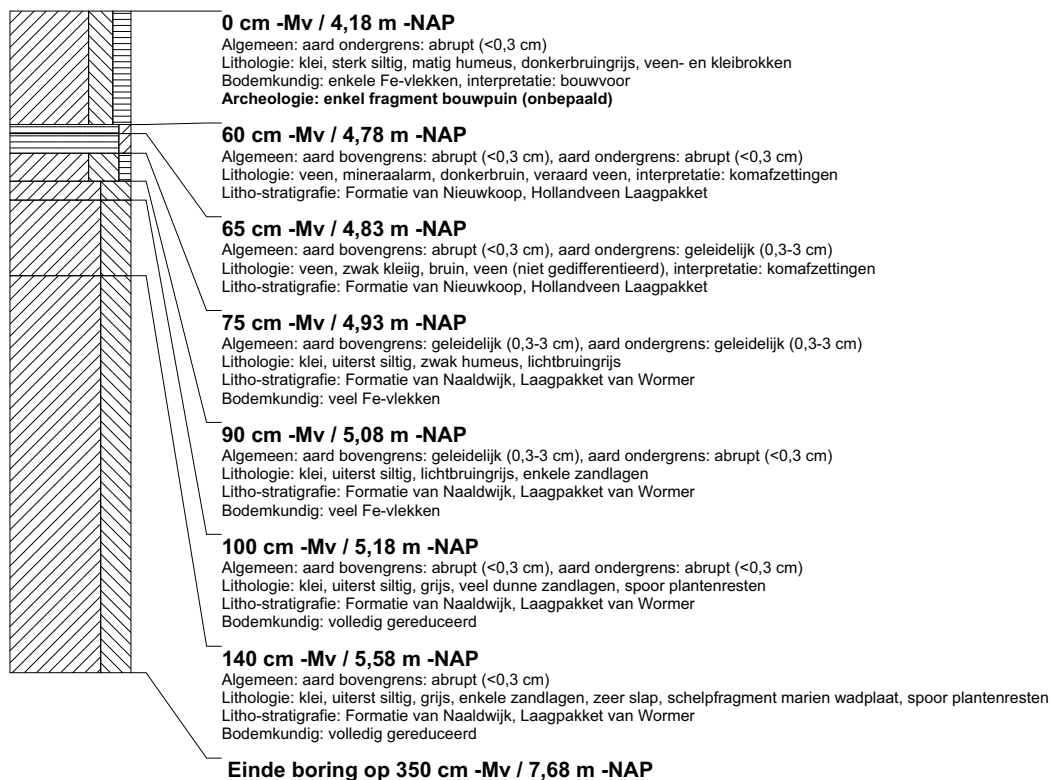 0 cm -Mv / 4,18 m -NAP
Algemeen: aard ondergrens: abrupt (<0,3 cm)
Lithologie: klei, sterk siltig, matig humeus, donkerbruingrijs, veen- en kleibrokken
Bodemkundig: enkele Fe-vlekken, interpretatie: bouwvoor
Archeologie: enkel fragment bouwpuin (onbepaald)
60 cm -Mv / 4,78 m -NAP
Algemeen: aard bovengrens: abrupt (<0,3 cm), aard ondergrens: abrupt (<0,3 cm)
Lithologie: veen, mineraalarm, donkerbruin, veraard veen, interpretatie: komafzettingen
Litho-stratigrafie: Formatie van Nieuwkoop, Hollandveen Laagpakket
65 cm -Mv / 4,83 m -NAP
Algemeen: aard bovengrens: abrupt (<0,3 cm), aard ondergrens: geleidelijk (0,3-3 cm)
Lithologie: veen, zwak kleiig, bruin, veen (niet gedifferentieerd), interpretatie: komafzettingen
Litho-stratigrafie: Formatie van Nieuwkoop, Hollandveen Laagpakket
75 cm -Mv / 4,93 m -NAP
Algemeen: aard bovengrens: geleidelijk (0,3-3 cm), aard ondergrens: geleidelijk (0,3-3 cm)
Lithologie: klei, uiterst siltig, zwak humeus, lichtbruingrijs
Litho-stratigrafie: Formatie van Naaldwijk, Laagpakket van Wormer
Bodemkundig: veel Fe-vlekken
90 cm -Mv / 5,08 m -NAP
Algemeen: aard bovengrens: geleidelijk (0,3-3 cm), aard ondergrens: abrupt (<0,3 cm)
Lithologie: klei, uiterst siltig, lichtbruingrijs, enkele zandlagen
Litho-stratigrafie: Formatie van Naaldwijk, Laagpakket van Wormer
Bodemkundig: veel Fe-vlekken
100 cm -Mv / 5,18 m -NAP
Algemeen: aard bovengrens: abrupt (<0,3 cm), aard ondergrens: abrupt (<0,3 cm)
Lithologie: klei, uiterst siltig, grijs, veel dunne zandlagen, spoor plantenresten
Litho-stratigrafie: Formatie van Naaldwijk, Laagpakket van Wormer
Bodemkundig: volledig gereduceerd
140 cm -Mv / 5,58 m -NAP
Algemeen: aard bovengrens: abrupt (<0,3 cm)
Lithologie: klei, uiterst siltig, grijs, enkele zandlagen, zeer slap, schelpfragment marien wadplaat, spoor plantenresten
Litho-stratigrafie: Formatie van Naaldwijk, Laagpakket van Wormer
Bodemkundig: volledig gereduceerd
Einde boring op 350 cm -Mv / 7,68 m -NAP